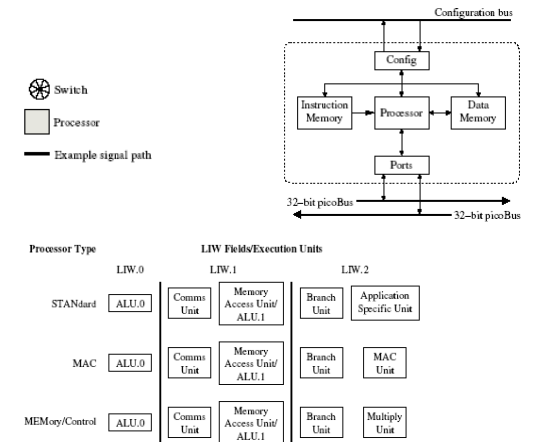 Configuration bus
Config
Switch
Instruction
Memory
Processor
Data
Memory
Processor
Example signal path
Ports
32-bit picoBus
32-bit picoBus
Processor Type
LIW Fields/Execution Units
LIW.0
LIW.1
LIW.2
STANdard
ALU.0
Comms
Unit
Memory
Access Unit/
ALU.1
Branch
Unit
Application
Specific Unit
MAC
ALU.0
Comms
Unit
Memory
Access Unit/
ALU.1
Branch
Unit
MAC
Unit
MEMory/Control
ALU.0
Comms
Unit
Memory
Access Unit/
ALU.1
Branch
Unit
Multiply
Unit